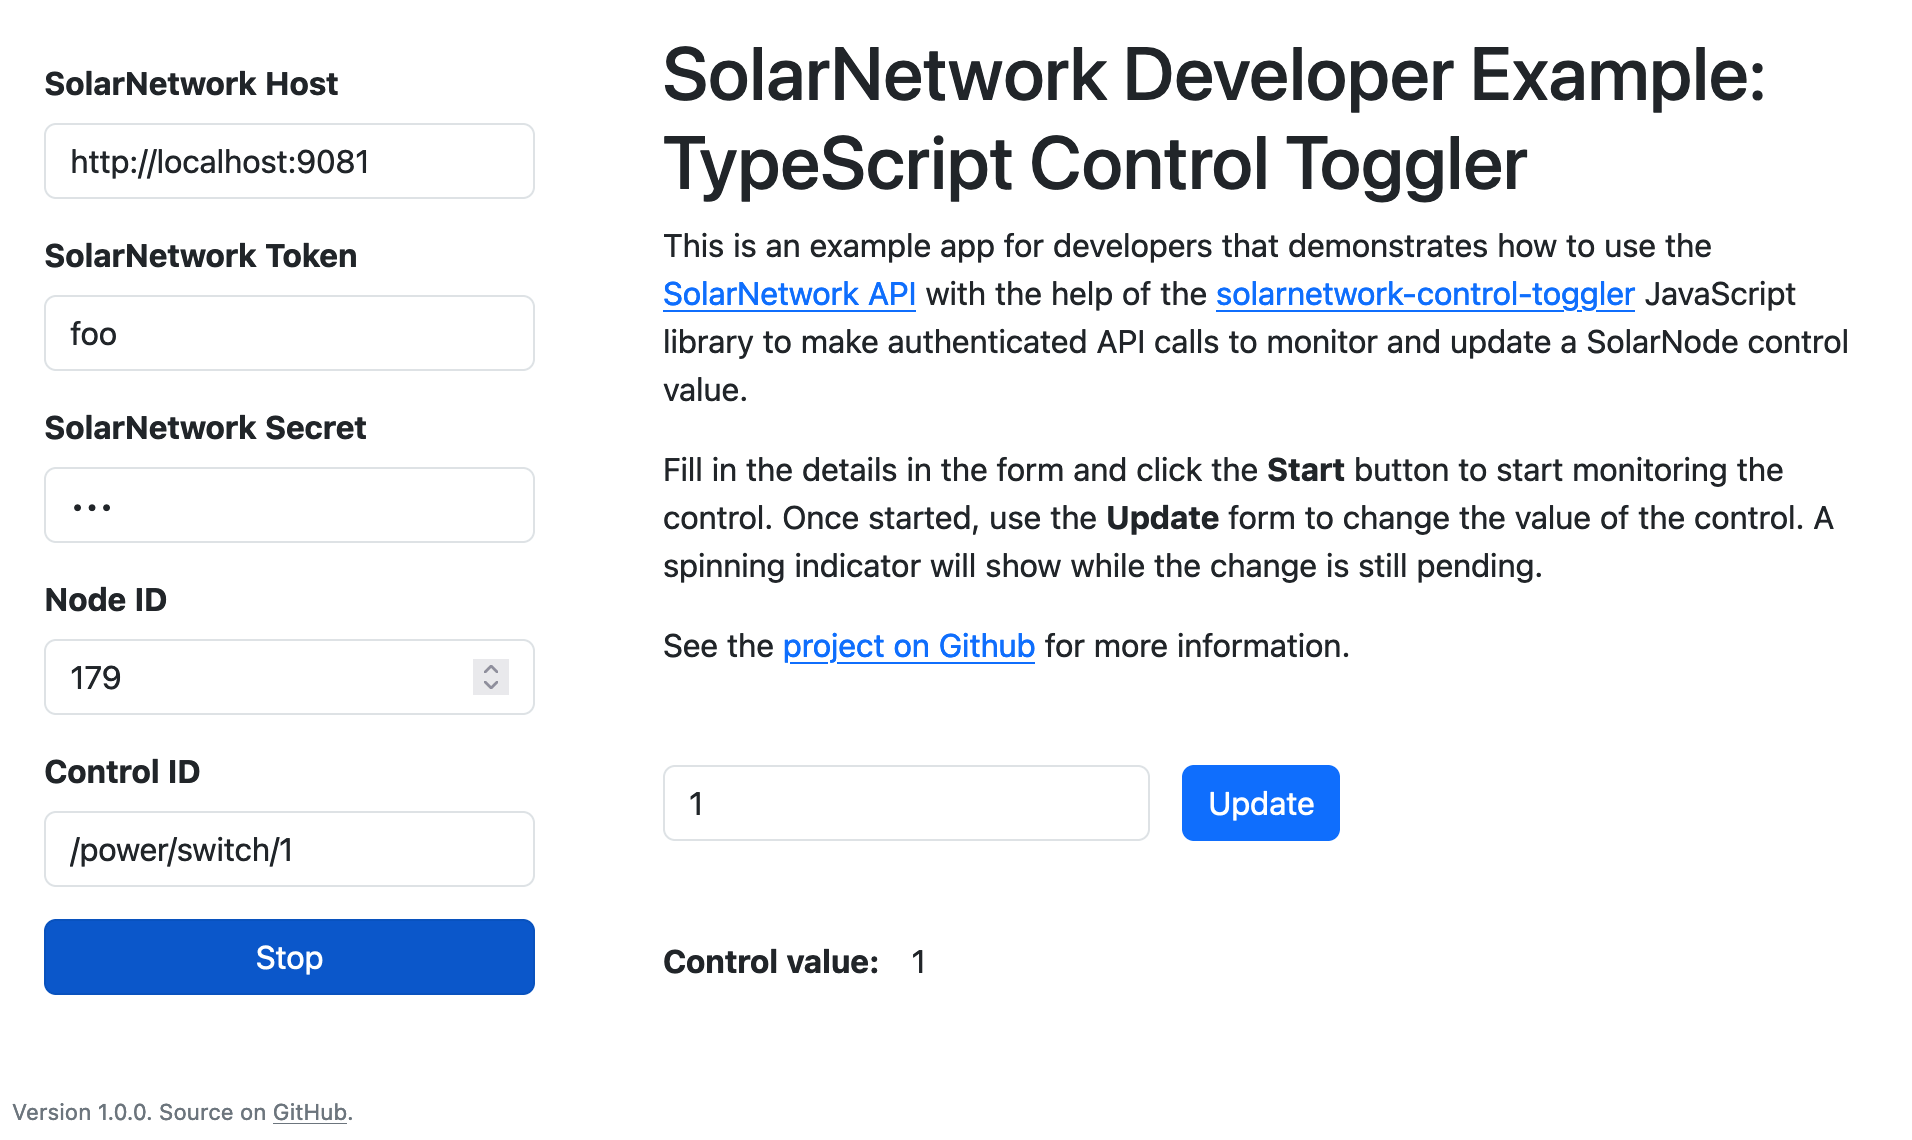 SolarNetwork Host
http://localhost:9081
SolarNetwork Token
foo
SolarNetwork Secret
•••
Node ID
179
Control ID
/power/switch/1
Stop
SolarNetwork Developer Example:
TypeScript Control Toggler
This is an example app for developers that demonstrates how to use the
SolarNetwork API with the help of the solarnetwork-control-toggler JavaScript
library to make authenticated API calls to monitor and update a SolarNode control
value.
Fill in the details in the form and click the Start button to start monitoring the
control. Once started, use the Update form to change the value of the control. A
spinning indicator will show while the change is still pending.
See the project on Github for more information.
1
Update
Control value: 1
Version 1.0.0. Source on GitHub.